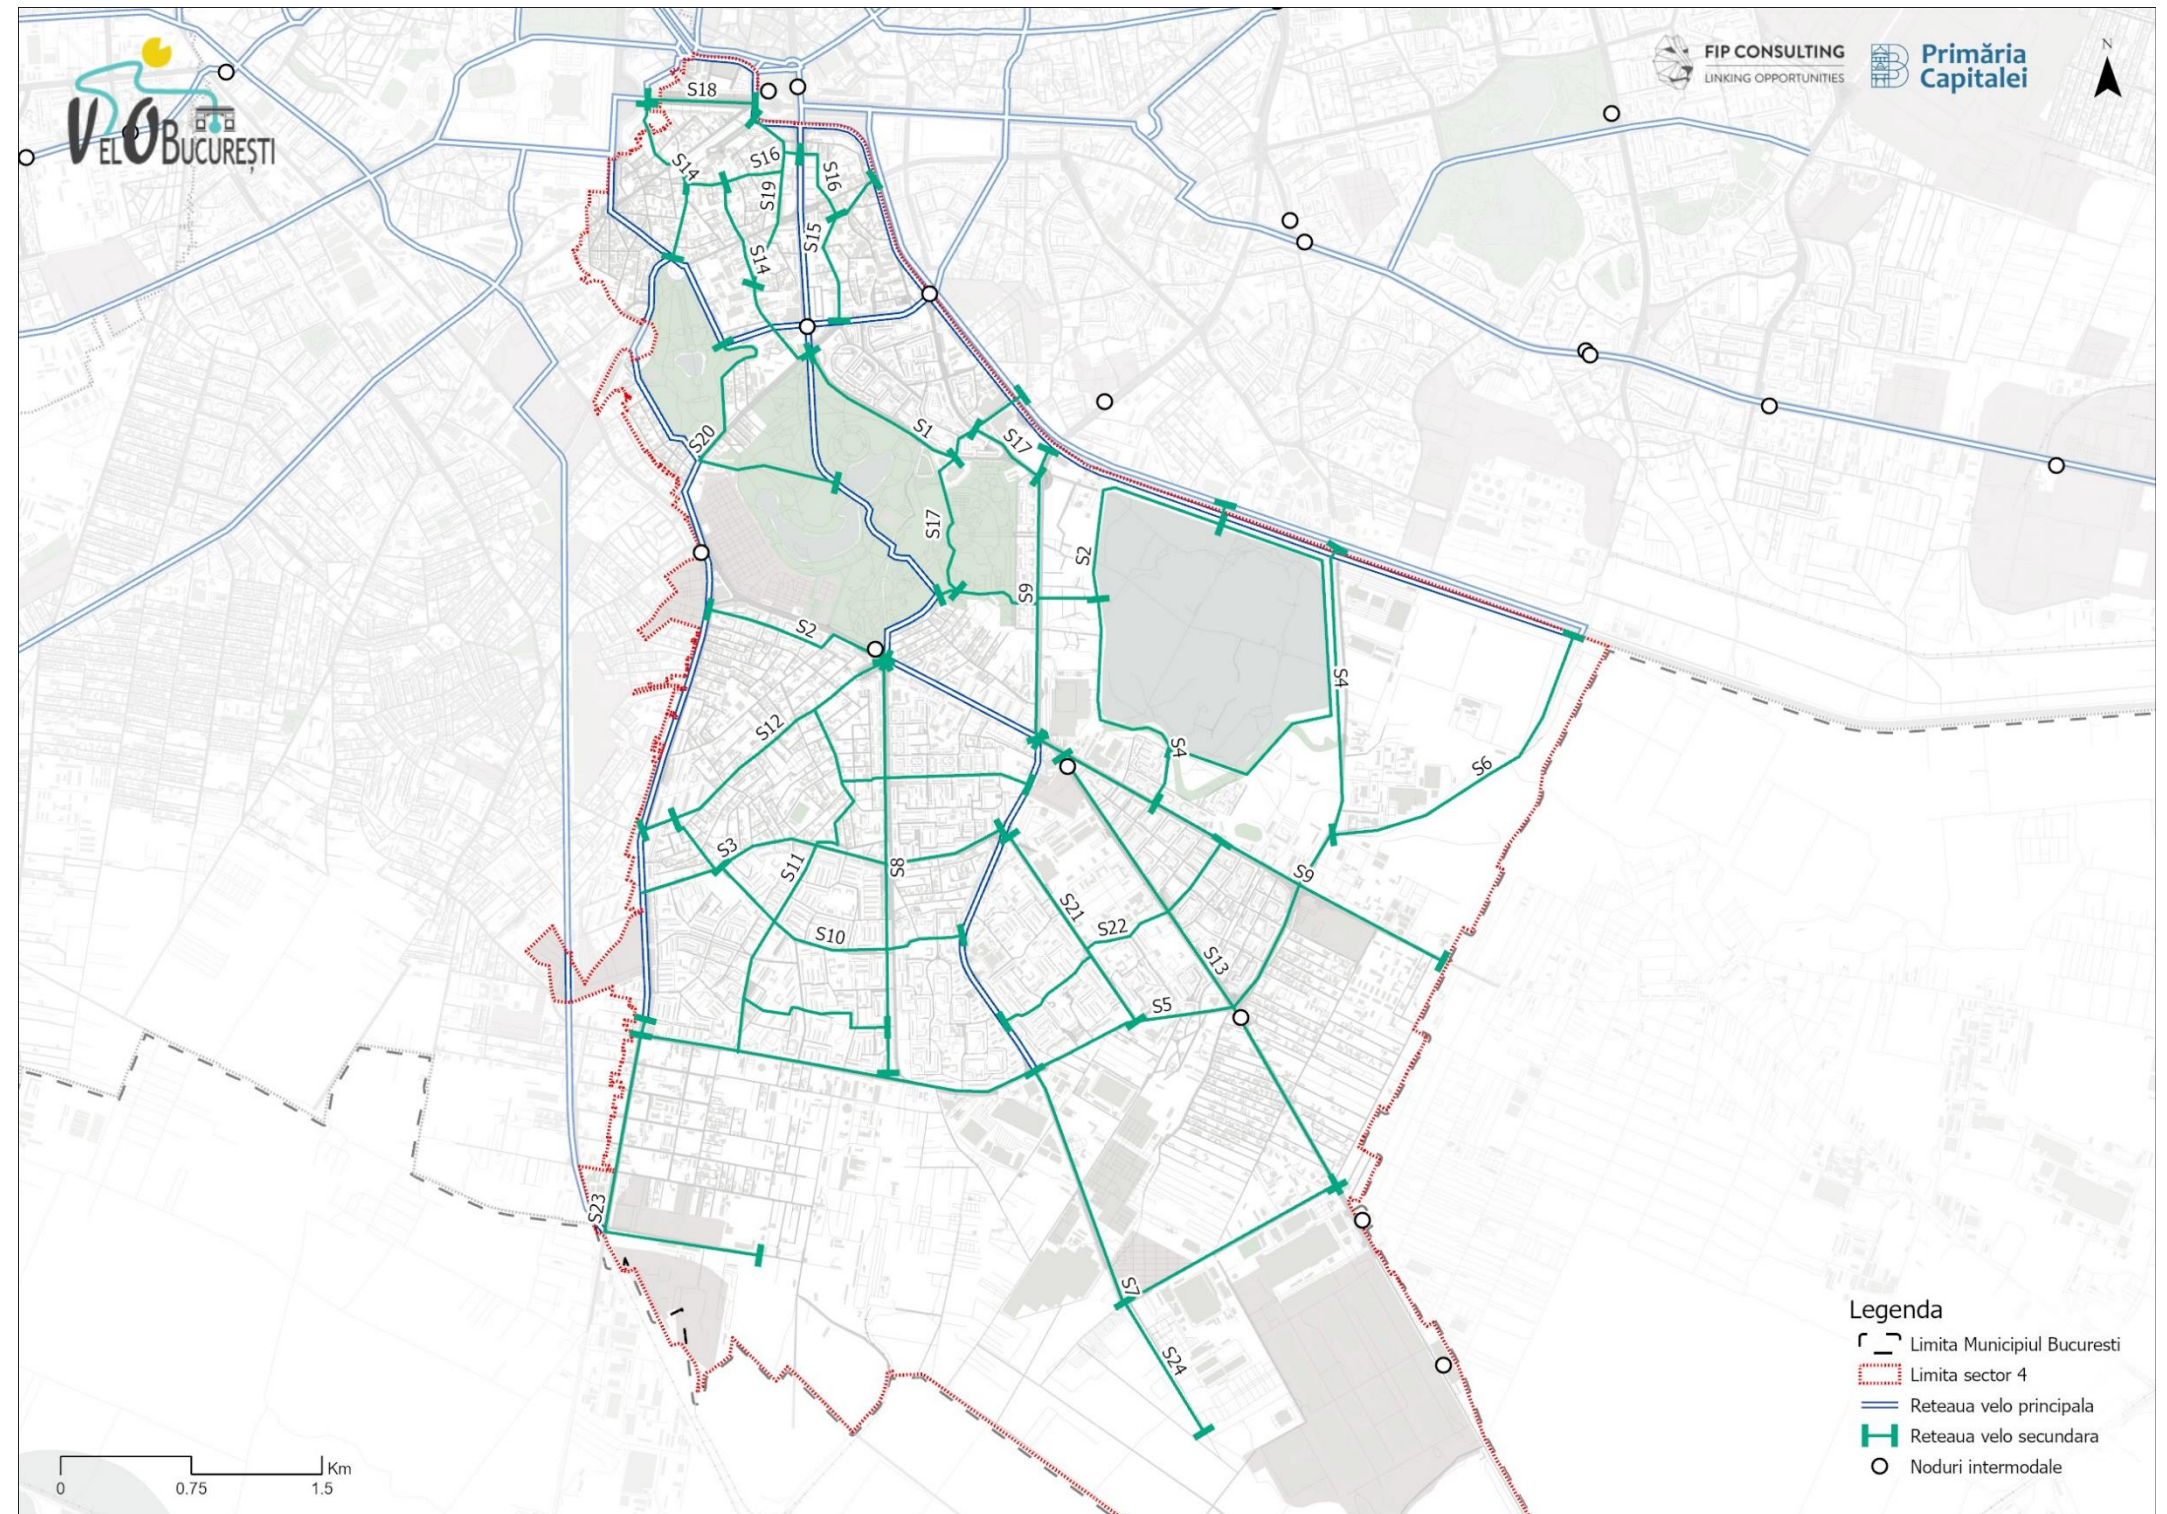 VELO BUCUREȘTI
FIP CONSULTING
LINKING OPPORTUNITIES
Primăria
Capitalei
N
S18
S14
S16
S16
S19
S15
S14
S1
S17
S20
S17
S2
S9
S2
S4
S12
S4
S6
S3
S11
S8
S9
S21
S22
S10
S13
S5
S23
S7
S24
Legenda
Limita Municipiul Bucuresti
Limita sector 4
Reteaua velo principala
Reteaua velo secundara
Noduri intermodale
Km
0 0.75 1.5